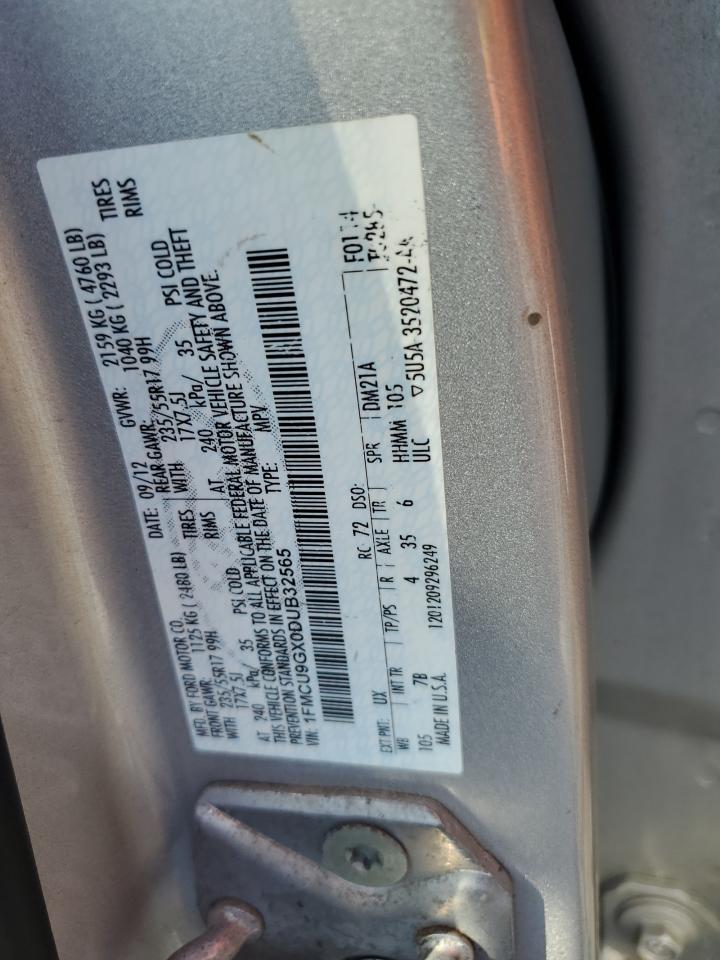 MFD. BY FORD MOTOR CO.
DATE: 09/12 GVWR: 2159 KG ( 4760 LB)
FRONT GAWR: 1125 KG ( 2480 LB) REAR GAWR: 1040 KG ( 2293 LB)
235/55R17 99H TIRES 235/55R17 99H TIRES
WITH 17X7.5J RIMS WITH 17X7.5J RIMS
AT 240 kPa/ 35 PSI COLD AT 240 kPa/ 35 PSI COLD
THIS VEHICLE CONFORMS TO ALL APPLICABLE FEDERAL MOTOR VEHICLE SAFETY AND THEFT
PREVENTION STANDARDS IN EFFECT ON THE DATE OF MANUFACTURE SHOWN ABOVE.
VIN: 1FMCU9GX0DUB32565 TYPE: MPV
EXT PNT: UX RC: 72 DSO:
WB INT TR TP/PS R AXLE TR SPR DM21A
105 7B 4 35 6 HHMM 105
MADE IN U.S.A. 1201209296249 ULC
▽5U5A-3520472-AA